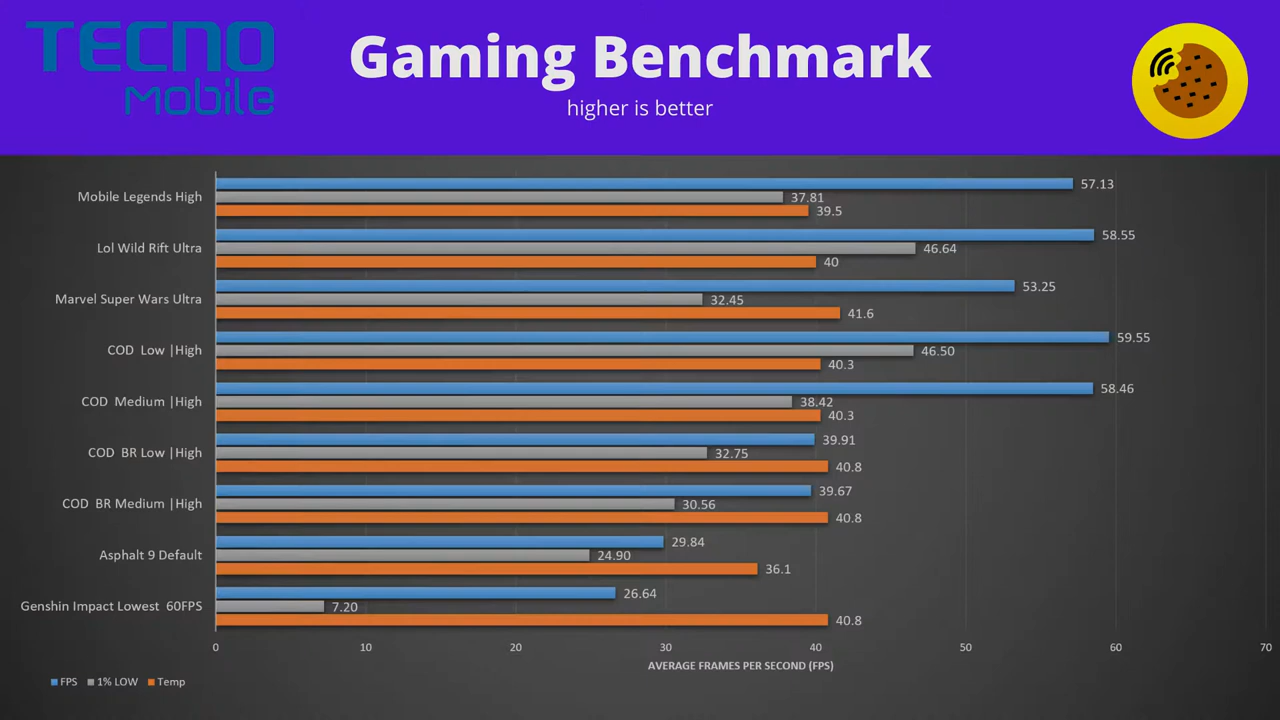 TECNO
mobile
Gaming Benchmark
higher is better
Mobile Legends High
57.13
37.81
39.5
Lol Wild Rift Ultra
58.55
46.64
40
Marvel Super Wars Ultra
53.25
32.45
41.6
COD Low |High
59.55
46.50
40.3
COD Medium |High
58.46
38.42
40.3
COD BR Low |High
39.91
32.75
40.8
COD BR Medium |High
39.67
30.56
40.8
Asphalt 9 Default
29.84
24.90
36.1
Genshin Impact Lowest 60FPS
26.64
7.20
40.8
0 10 20 30 40 50 60 70
AVERAGE FRAMES PER SECOND (FPS)
FPS 1% LOW Temp